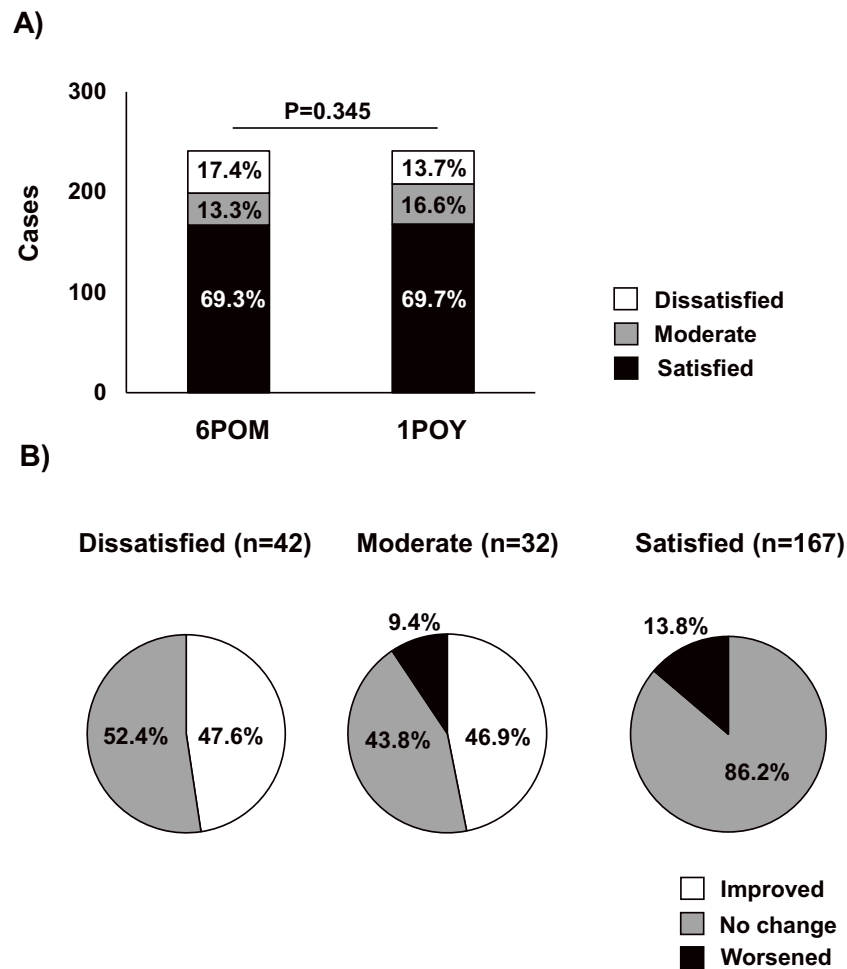 A)
300
P=0.345
17.4% 13.7%
200
13.3% 16.6%
Cases
100
69.3% 69.7%
Dissatisfied
Moderate
Satisfied
0
6POM 1POY
B)
Dissatisfied (n=42) Moderate (n=32) Satisfied (n=167)
9.4% 13.8%
52.4% 47.6% 43.8% 46.9%
86.2%
Improved
No change
Worsened